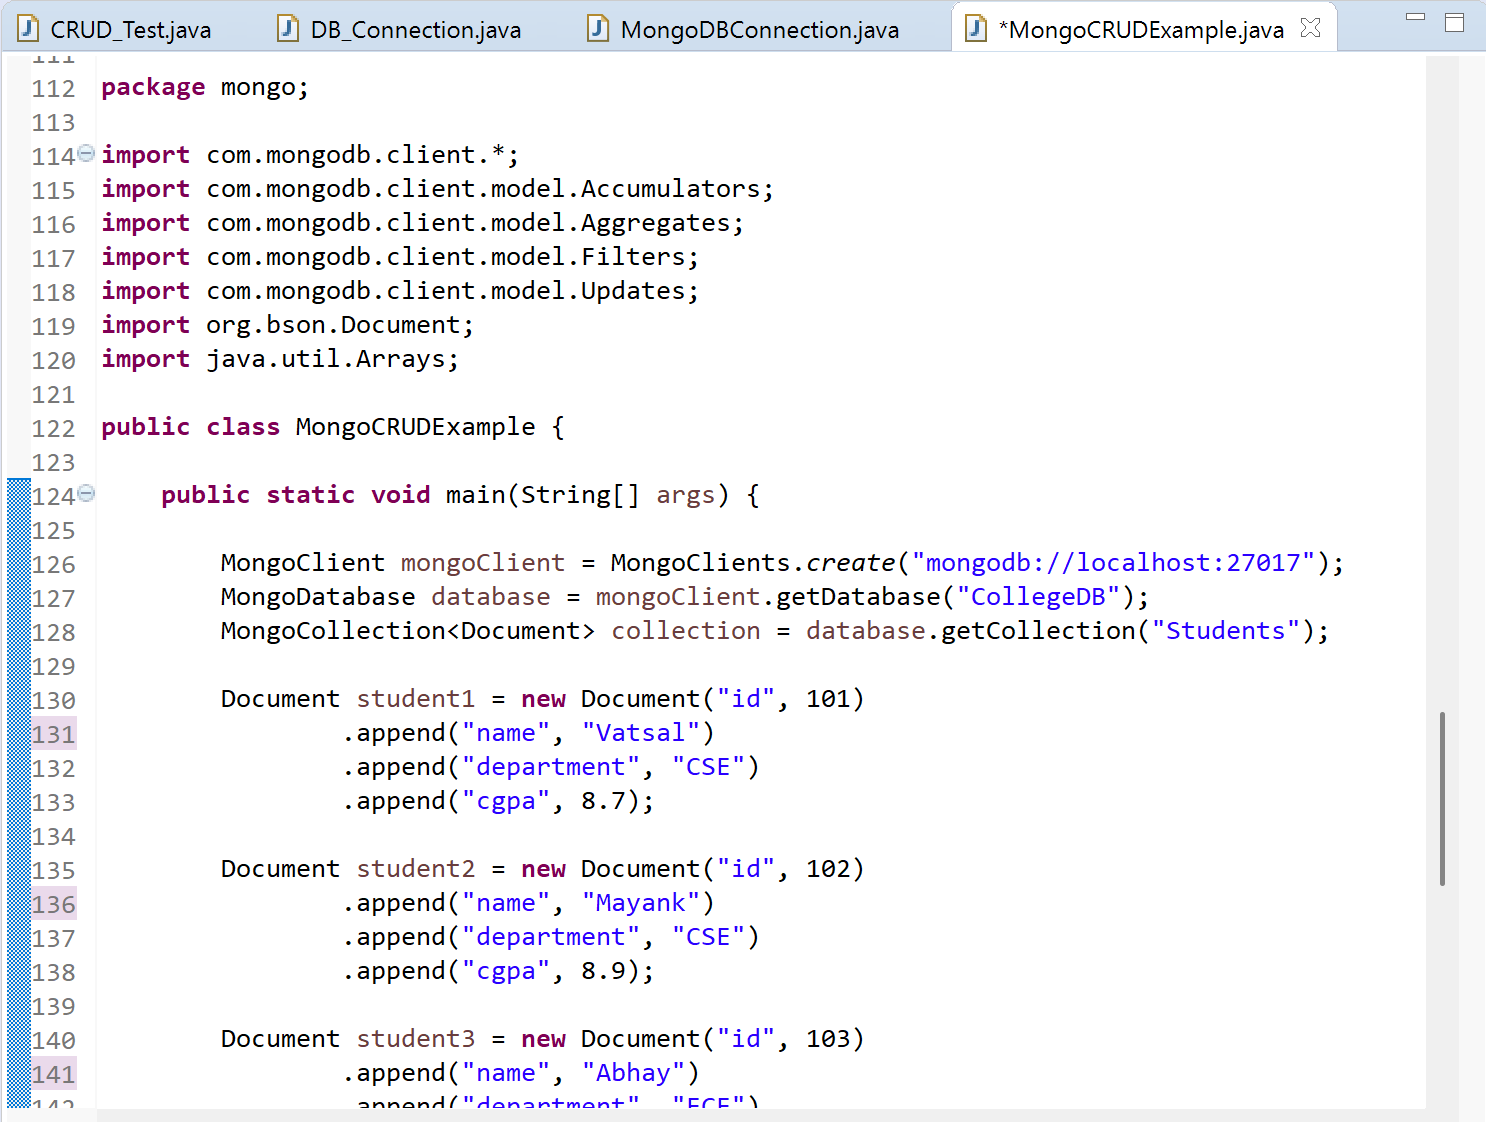 CRUD_Test.java DB_Connection.java MongoDBConnection.java *MongoCRUDExample.java
111
112 package mongo;
113
114 import com.mongodb.client.*;
115 import com.mongodb.client.model.Accumulators;
116 import com.mongodb.client.model.Aggregates;
117 import com.mongodb.client.model.Filters;
118 import com.mongodb.client.model.Updates;
119 import org.bson.Document;
120 import java.util.Arrays;
121
122 public class MongoCRUDExample {
123
124     public static void main(String[] args) {
125
126         MongoClient mongoClient = MongoClients.create("mongodb://localhost:27017");
127         MongoDatabase database = mongoClient.getDatabase("CollegeDB");
128         MongoCollection<Document> collection = database.getCollection("Students");
129
130         Document student1 = new Document("id", 101)
131                 .append("name", "Vatsal")
132                 .append("department", "CSE")
133                 .append("cgpa", 8.7);
134
135         Document student2 = new Document("id", 102)
136                 .append("name", "Mayank")
137                 .append("department", "CSE")
138                 .append("cgpa", 8.9);
139
140         Document student3 = new Document("id", 103)
141                 .append("name", "Abhay")
142                 .append("department", "ECE")